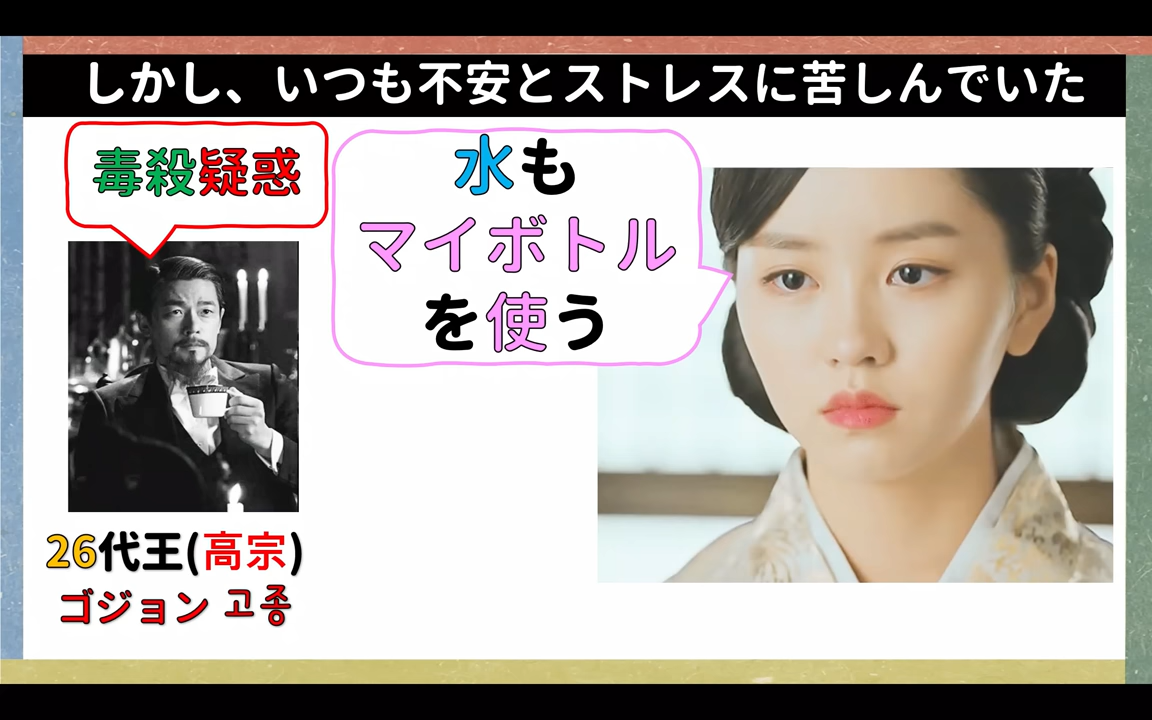 しかし、いつも不安とストレスに苦しんでいた
毒殺疑惑
水も
マイボトル
を使う
26代王(高宗)
ゴジョン 고종